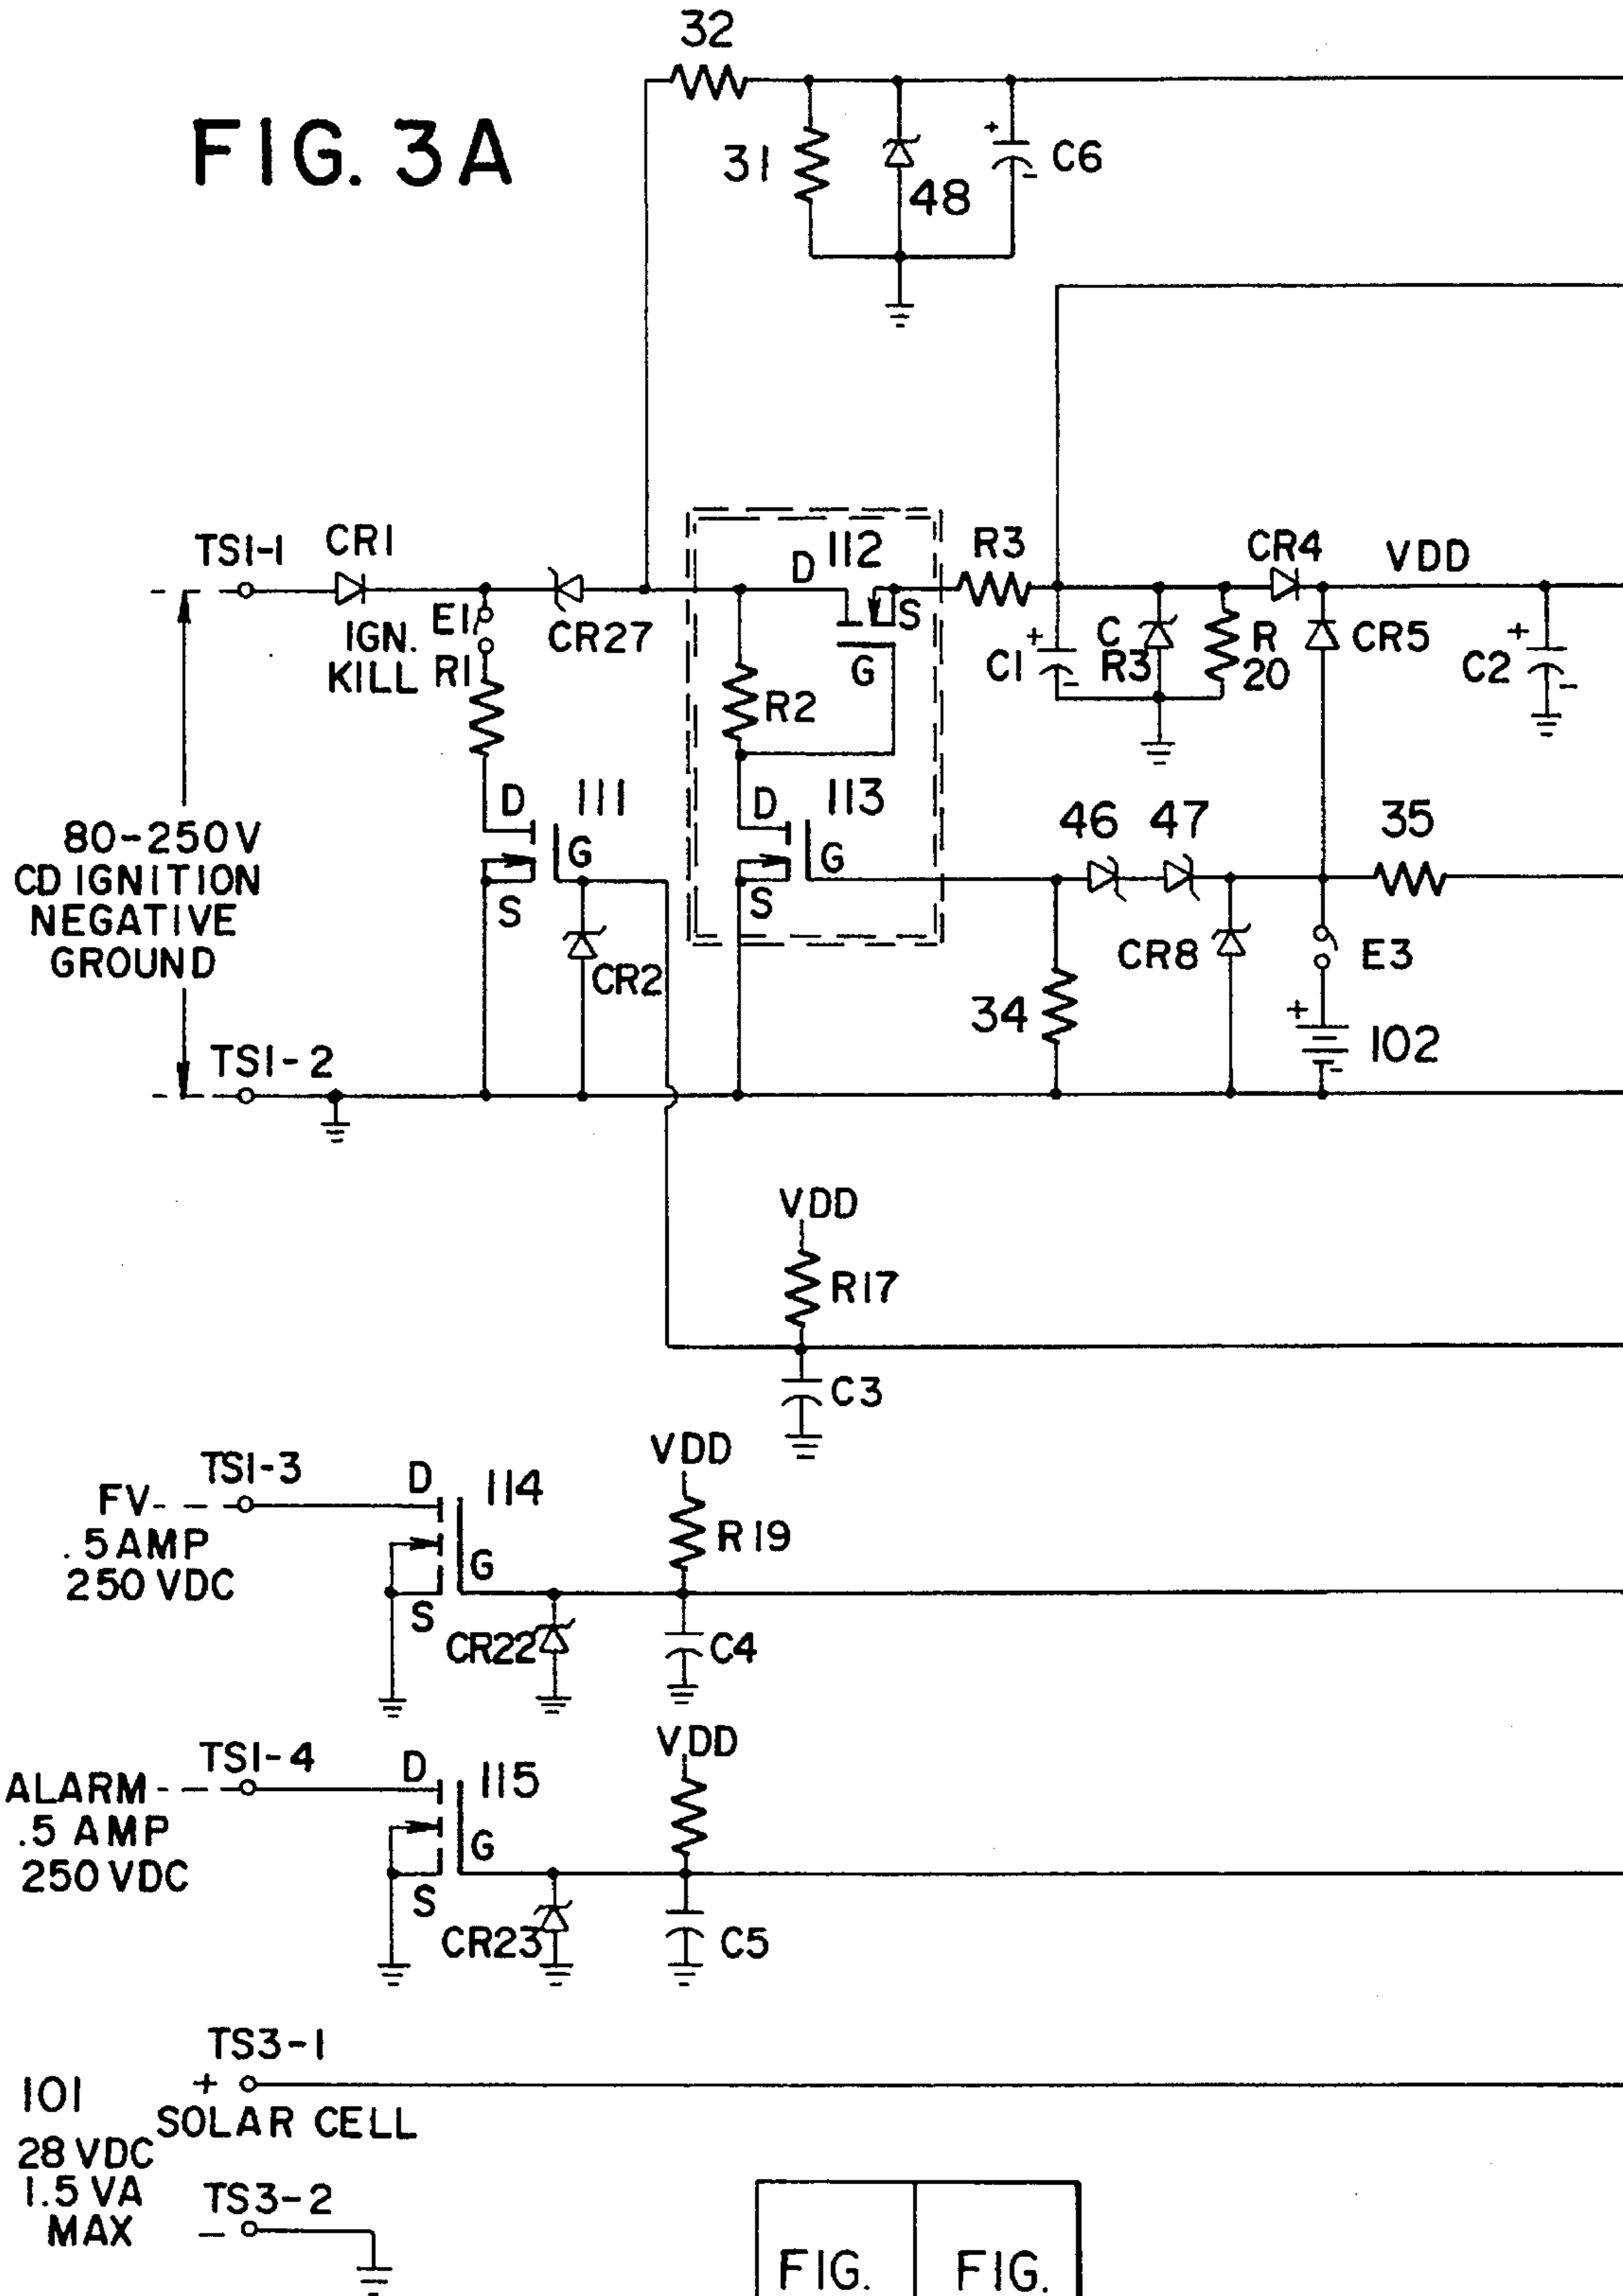 32
FIG. 3A
31
48
+
C6
-
TS1-1
CR1
IGN.
KILL
E1
R1
CR27
D
112
S
G
R2
R3
C1
+
-
C
R3
R
20
CR4
VDD
CR5
C2
+
-
80-250V
CD IGNITION
NEGATIVE
GROUND
D
111
G
S
CR2
D
113
G
S
46
47
35
CR8
E3
34
+
102
-
TS1-2
VDD
R17
C3
TS1-3
FV
.5 AMP
250 VDC
D
114
G
S
CR22
VDD
R19
C4
TS1-4
ALARM
.5 AMP
250 VDC
D
115
G
S
CR23
VDD
C5
TS3-1
101
+
SOLAR CELL
28 VDC
1.5 VA
MAX
TS3-2
-
FIG.
FIG.